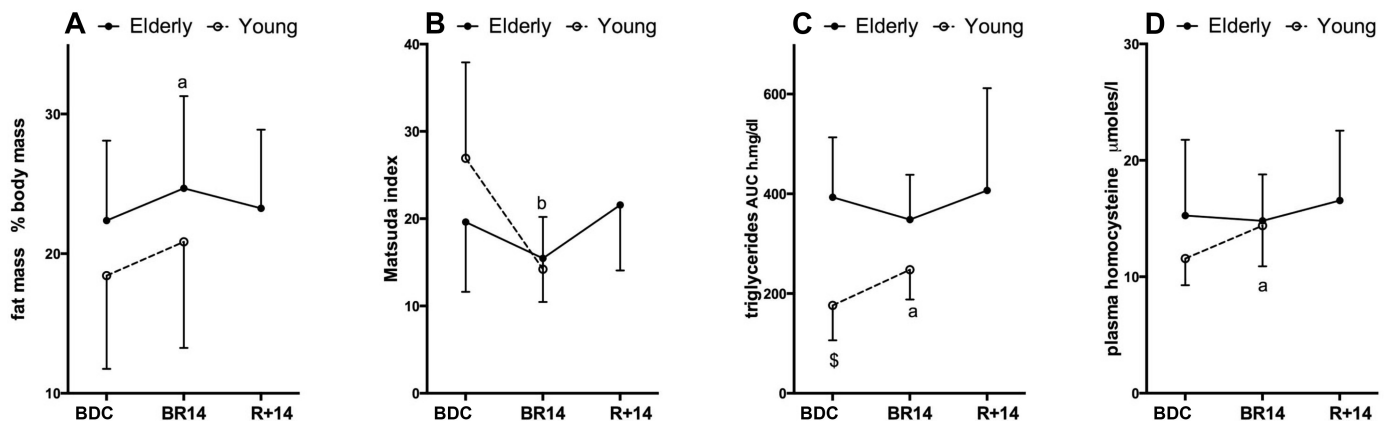 A
Elderly Young
fat mass % body mass
30
20
10
a
BDC BR14 R+14
B
Elderly Young
Matsuda index
40
30
20
10
0
b
BDC BR14 R+14
C
Elderly Young
triglycerides AUC h.mg/dl
600
400
200
0
$
a
BDC BR14 R+14
D
Elderly Young
plasma homocysteine μmoles/l
30
20
10
0
a
BDC BR14 R+14